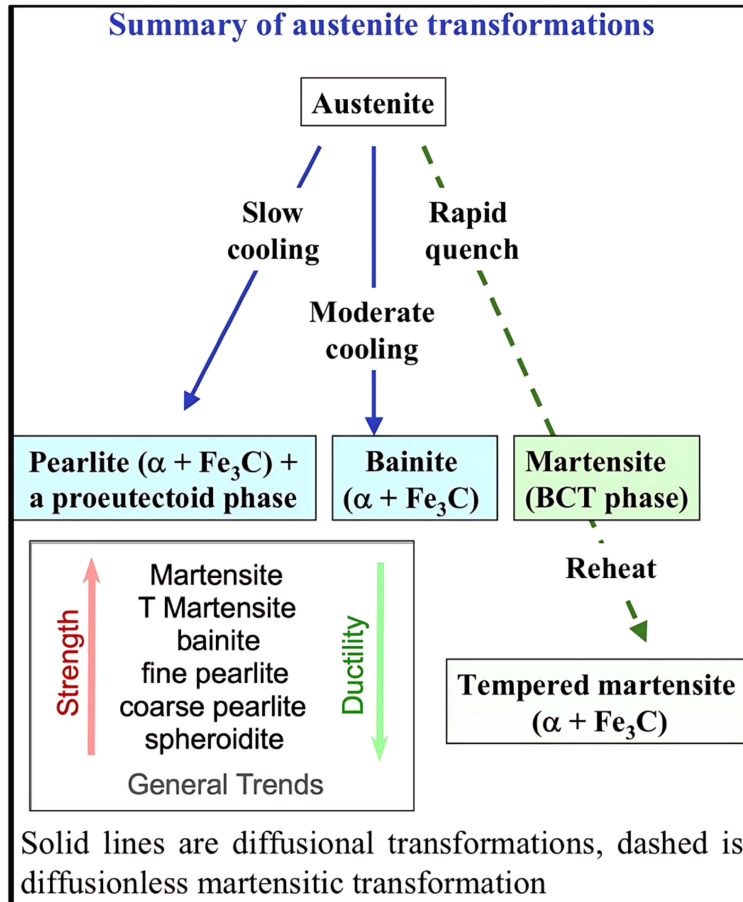 Summary of austenite transformations
Austenite
Slow
cooling
Rapid
quench
Moderate
cooling
Pearlite (α + Fe₃C) +
a proeutectoid phase
Bainite
(α + Fe₃C)
Martensite
(BCT phase)
Reheat
Tempered martensite
(α + Fe₃C)
Strength
Martensite
T Martensite
bainite
fine pearlite
coarse pearlite
spheroidite
Ductility
General Trends
Solid lines are diffusional transformations, dashed is
diffusionless martensitic transformation